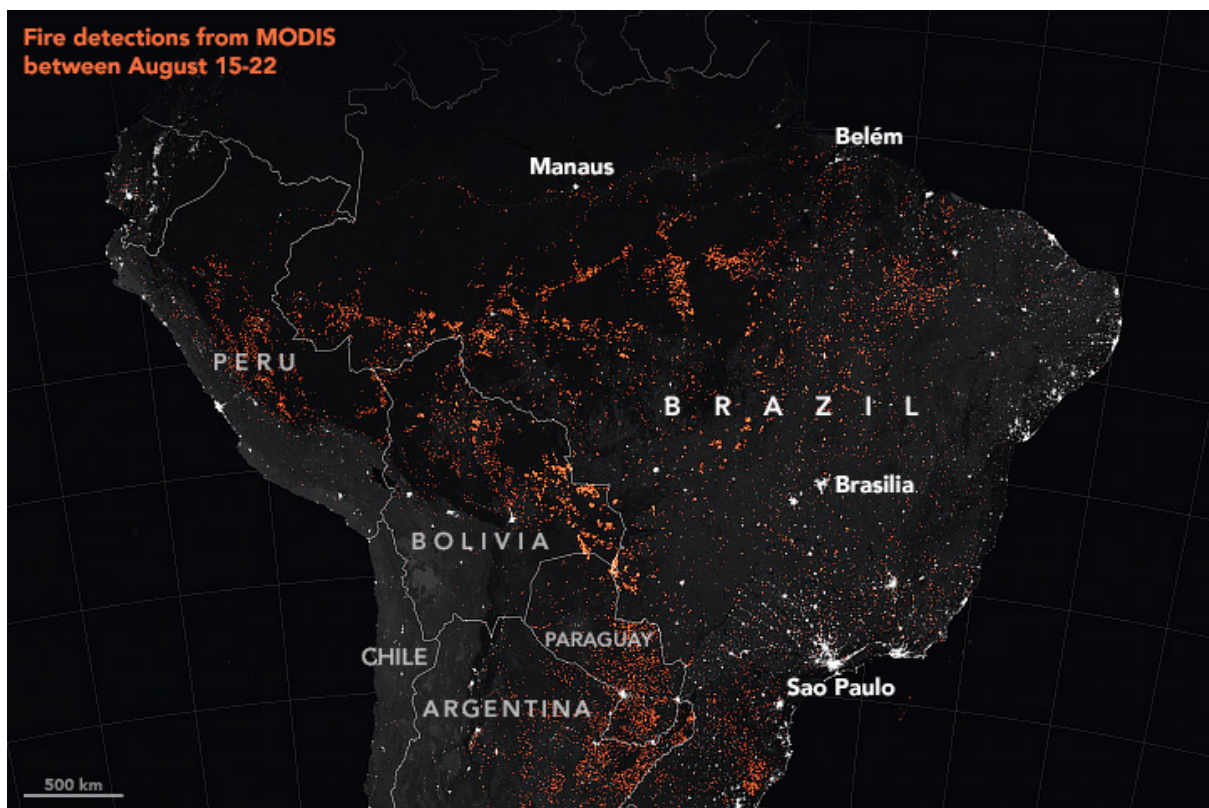 Fire detections from MODIS
between August 15-22
Belém
Manaus
PERU
BRAZIL
Brasilia
BOLIVIA
PARAGUAY
CHILE
Sao Paulo
ARGENTINA
500 km